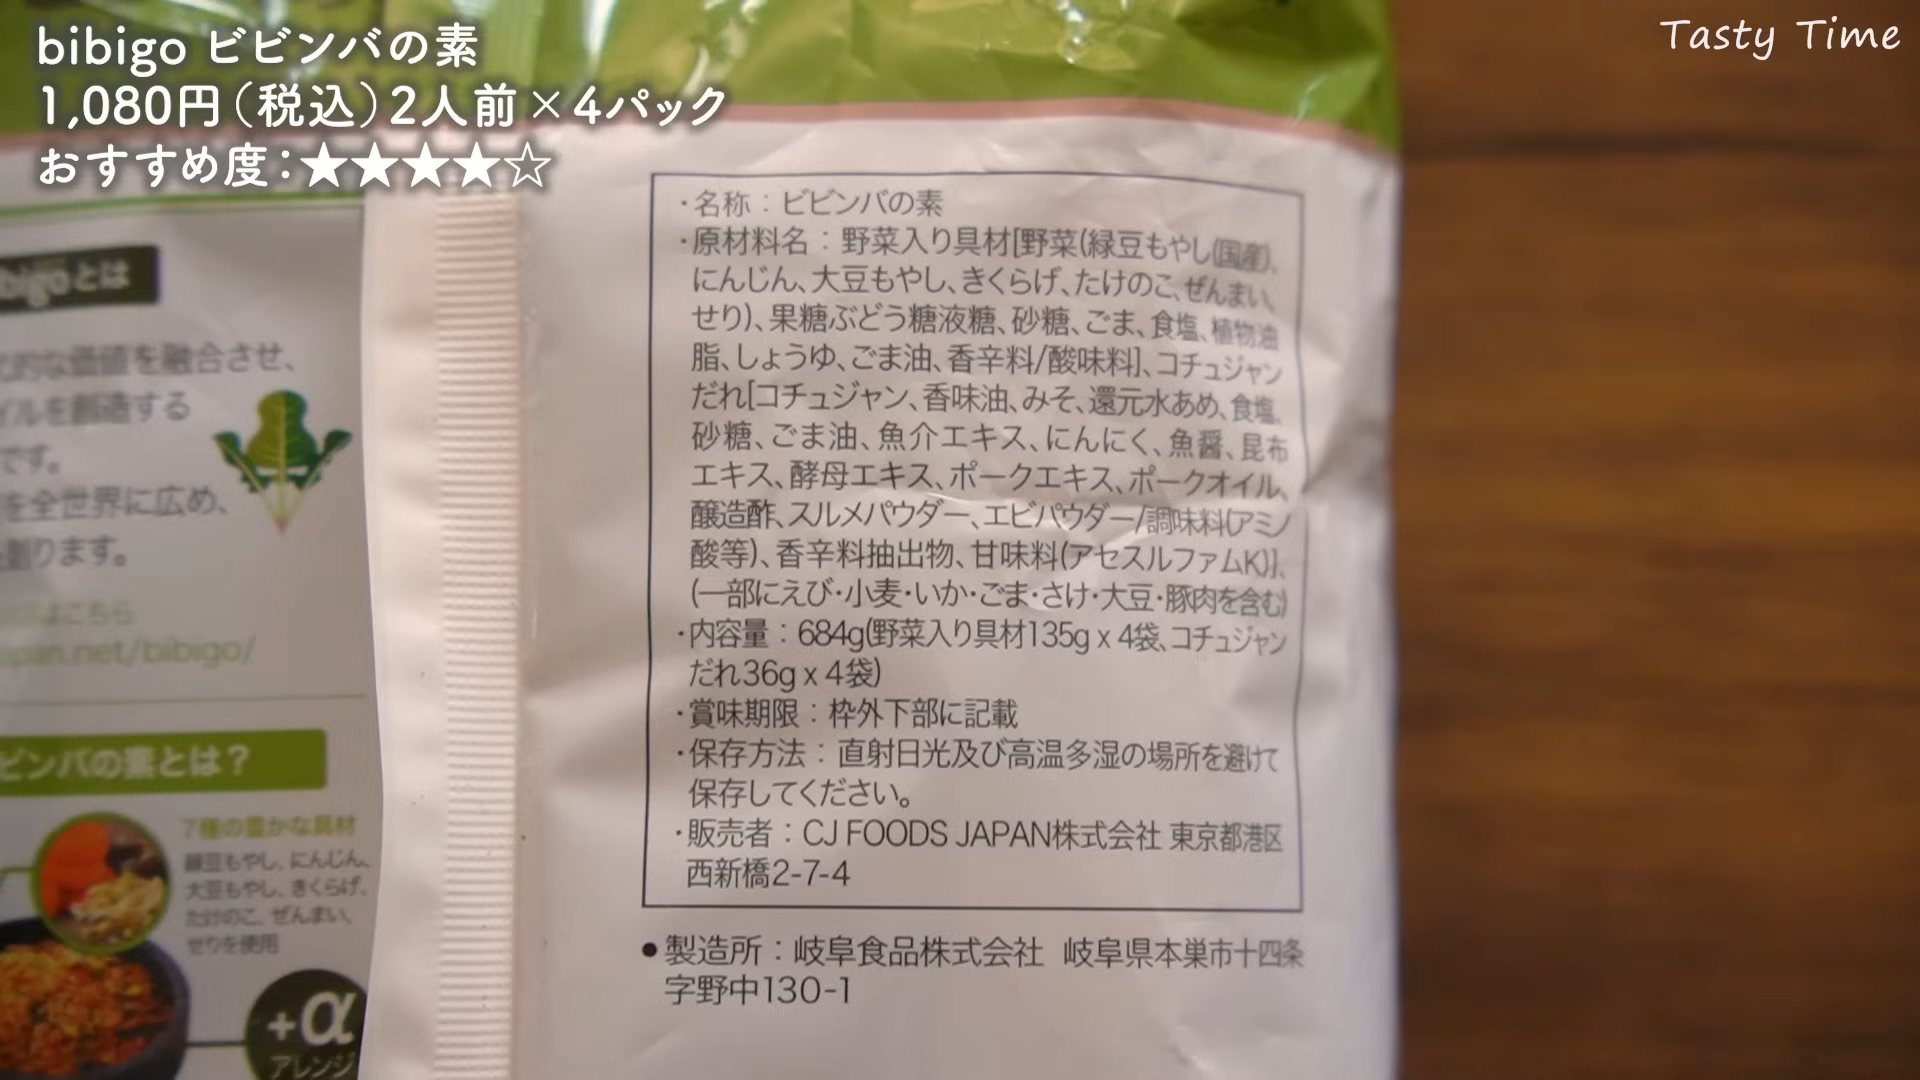 bibigo ビビンバの素
1,080円（税込）2人前×4パック
おすすめ度：★★★★☆
Tasty Time
・名称：ビビンバの素
・原材料名：野菜入り具材[野菜(緑豆もやし(国産)、
にんじん、大豆もやし、きくらげ、たけのこ、ぜんまい、
せり)、果糖ぶどう糖液糖、砂糖、ごま、食塩、植物油
脂、しょうゆ、ごま油、香辛料/酸味料]、コチュジャン
だれ[コチュジャン、香味油、みそ、還元水あめ、食塩、
砂糖、ごま油、魚介エキス、にんにく、魚醤、昆布
エキス、酵母エキス、ポークエキス、ポークオイル、
醸造酢、スルメパウダー、エビパウダー/調味料(アミノ
酸等)、香辛料抽出物、甘味料(アセスルファムK)]、
(一部にえび・小麦・いか・ごま・さけ・大豆・豚肉を含む)
・内容量：684g(野菜入り具材135g x 4袋、コチュジャン
だれ36g x 4袋)
・賞味期限：枠外下部に記載
・保存方法：直射日光及び高温多湿の場所を避けて
保存してください。
・販売者：CJ FOODS JAPAN株式会社 東京都港区
西新橋2-7-4
●製造所：岐阜食品株式会社 岐阜県本巣市十四条
字野中130-1
bigoとは
的な価値を融合させ、
イルを創造する
です。
を全世界に広め、
創ります。
はこちら
pan.net/bibigo/
ビンバの素とは？
7種の豊かな具材
緑豆もやし、にんじん、
大豆もやし、きくらげ、
たけのこ、ぜんまい、
せりを使用
+α
アレンジ